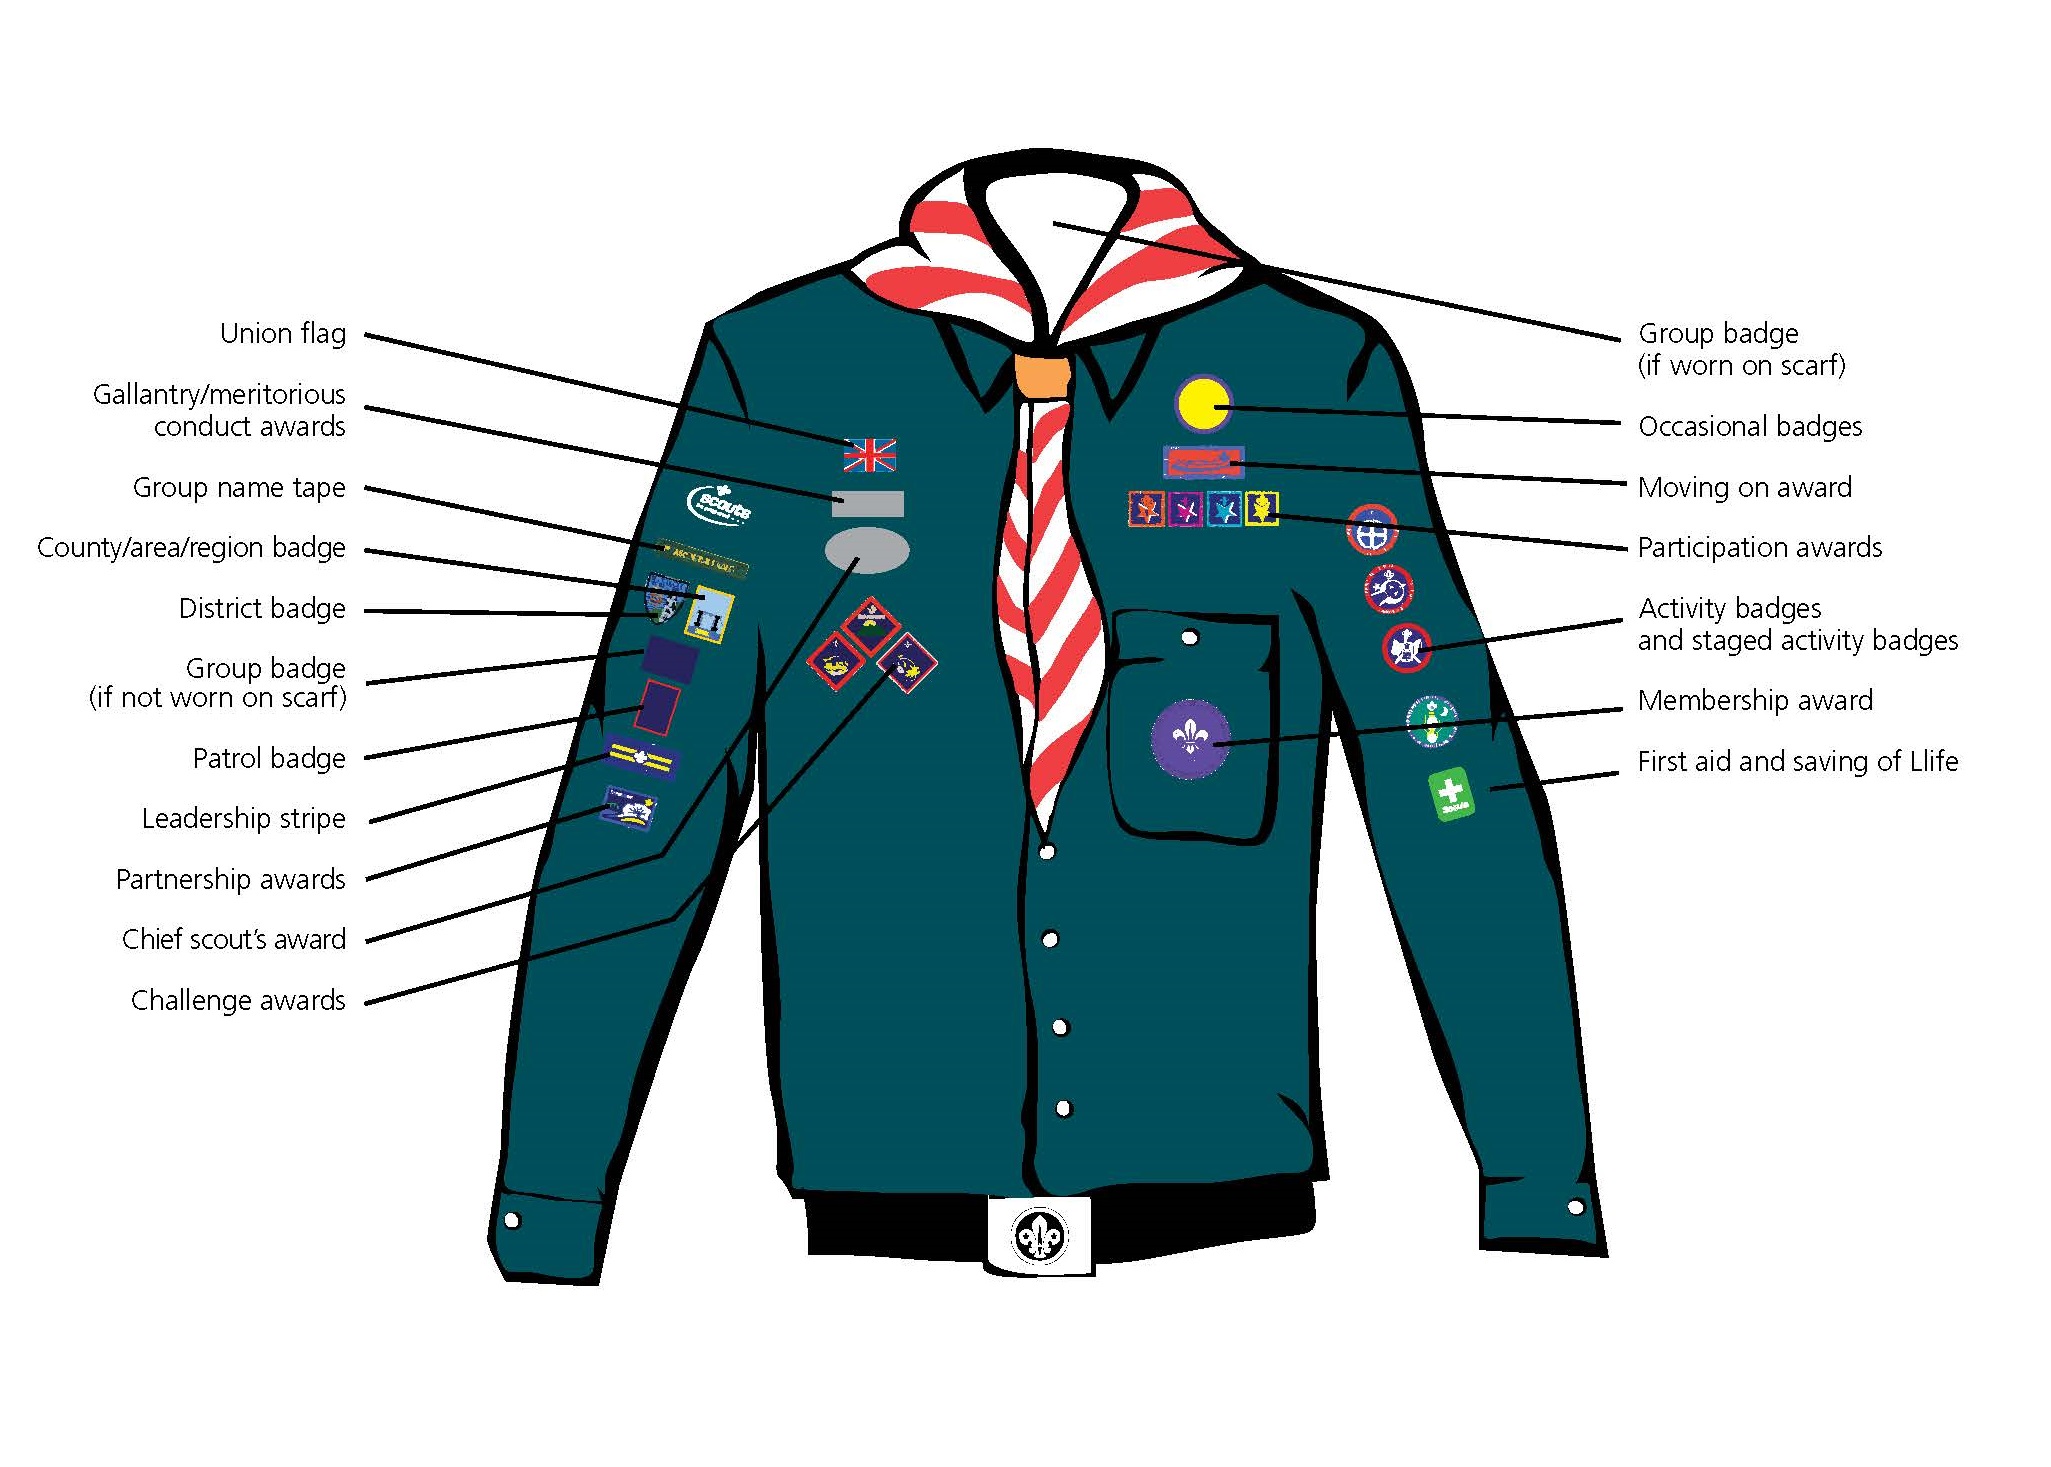 Union flag
Gallantry/meritorious
conduct awards
Group name tape
County/area/region badge
District badge
Group badge
(if not worn on scarf)
Patrol badge
Leadership stripe
Partnership awards
Chief scout's award
Challenge awards
scouts
Group badge
(if worn on scarf)
Occasional badges
Moving on award
Participation awards
Activity badges
and staged activity badges
Membership award
First aid and saving of Llife
Scouts